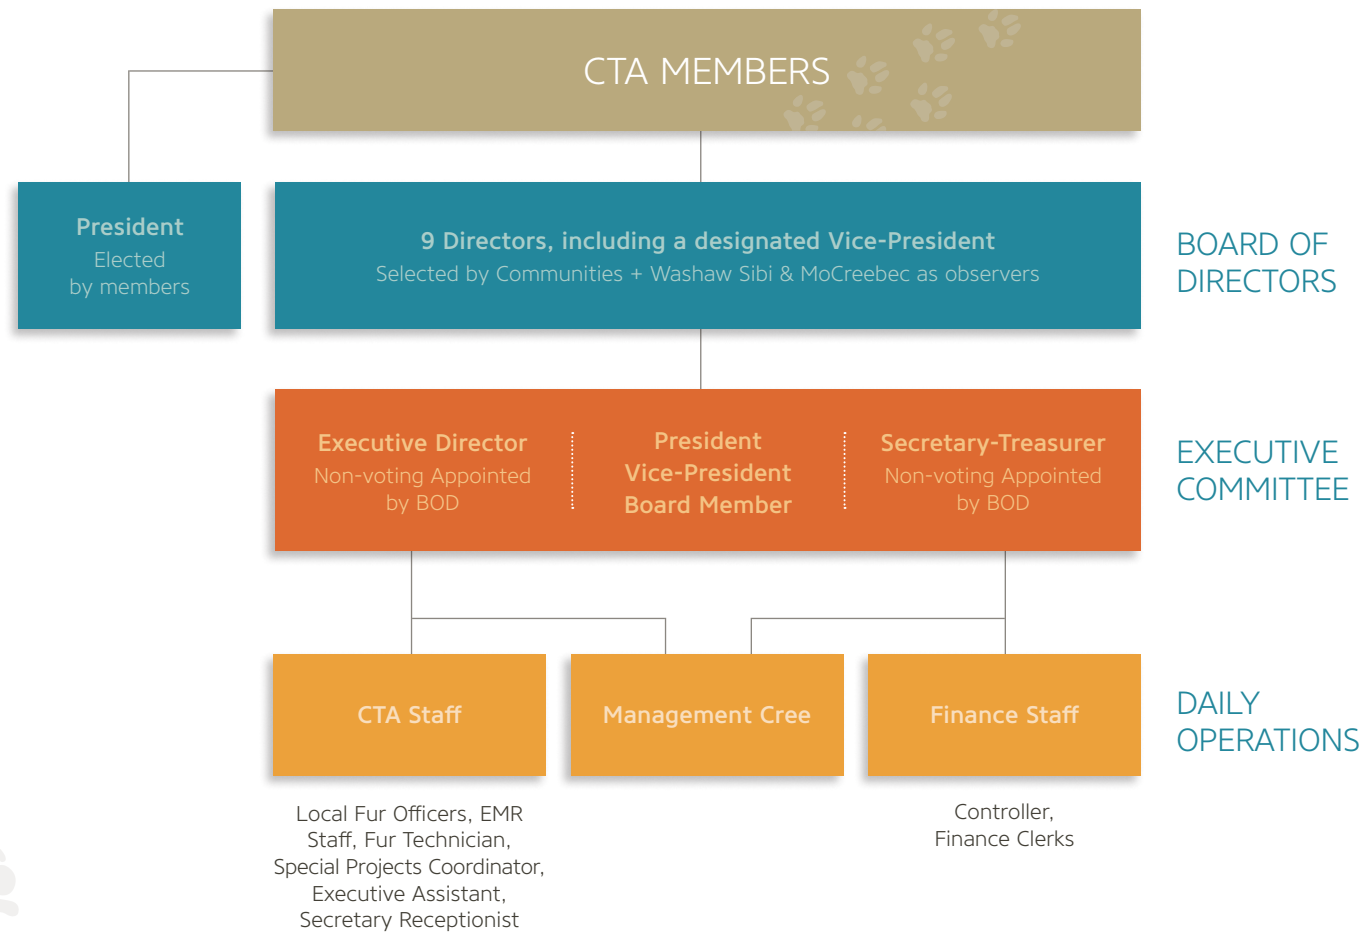 CTA MEMBERS
President
Elected
by members
9 Directors, including a designated Vice-President
Selected by Communities + Washaw Sibi & MoCreebec as observers
BOARD OF
DIRECTORS
Executive Director
Non-voting Appointed
by BOD
President
Vice-President
Board Member
Secretary-Treasurer
Non-voting Appointed
by BOD
EXECUTIVE
COMMITTEE
CTA Staff
Management Cree
Finance Staff
DAILY
OPERATIONS
Local Fur Officers, EMR
Staff, Fur Technician,
Special Projects Coordinator,
Executive Assistant,
Secretary Receptionist
Controller,
Finance Clerks